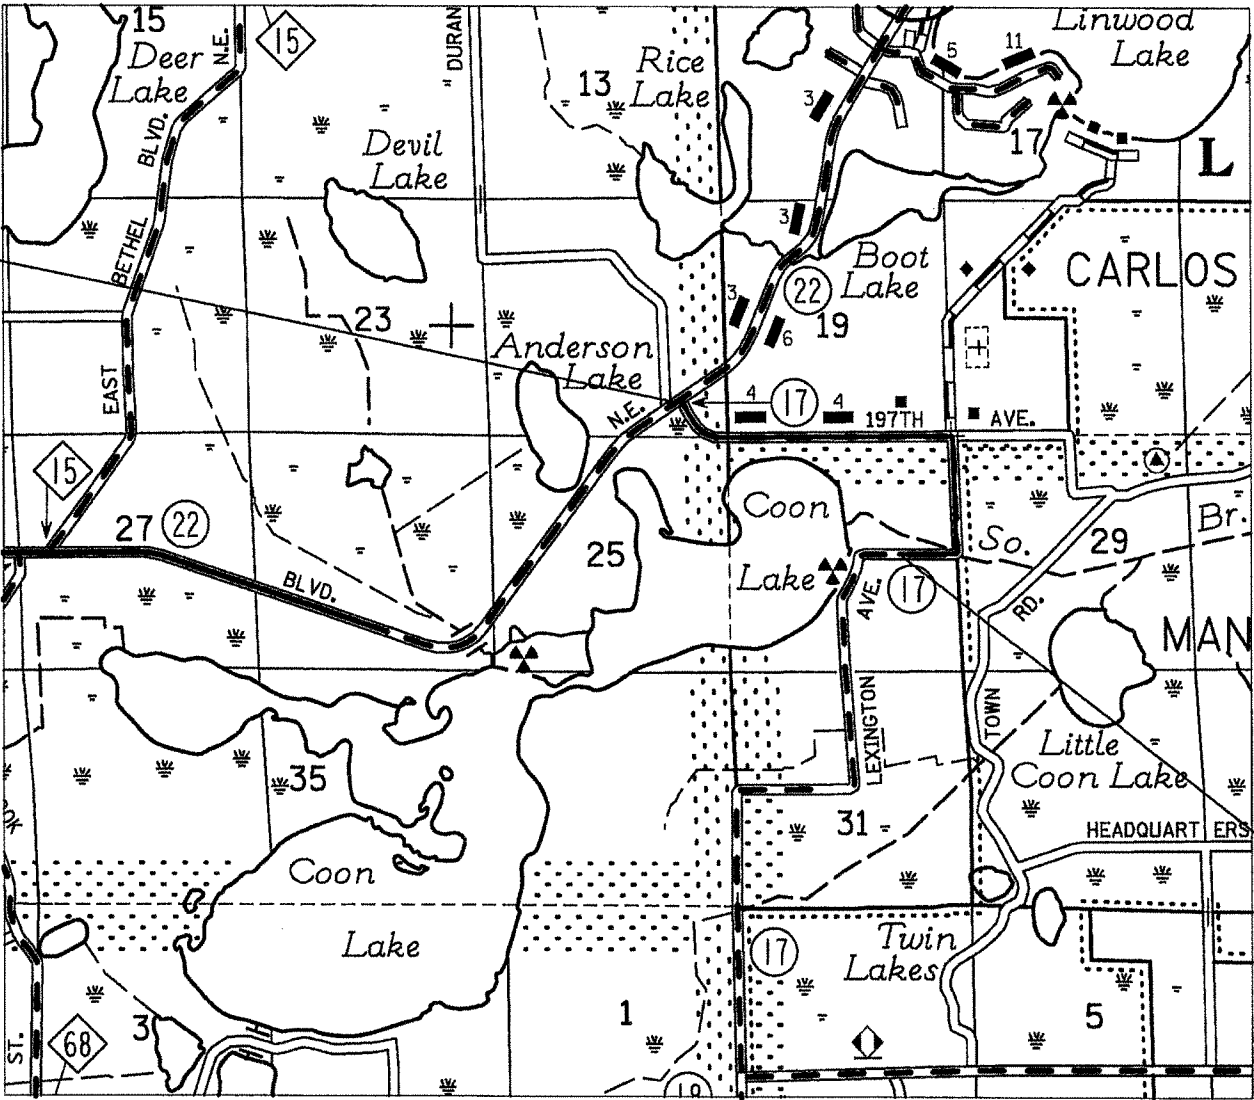 15
Deer
Lake
N.E.
15
DURAN
13
Rice
Lake
5
11
Linwood
Lake
BLVD.
3
Devil
Lake
17
L
BETHEL
3
Boot
Lake
CARLOS
23
3
22
19
6
Anderson
Lake
EAST
N.E.
4
17
4
197TH
AVE.
15
27
22
Coon
Lake
So.
29
Br.
25
BLVD.
AVE.
17
RD.
MAN
LEXINGTON
TOWN
Little
Coon Lake
35
31
HEADQUARTERS
Coon
Lake
17
Twin
Lakes
3
1
5
ST.
68